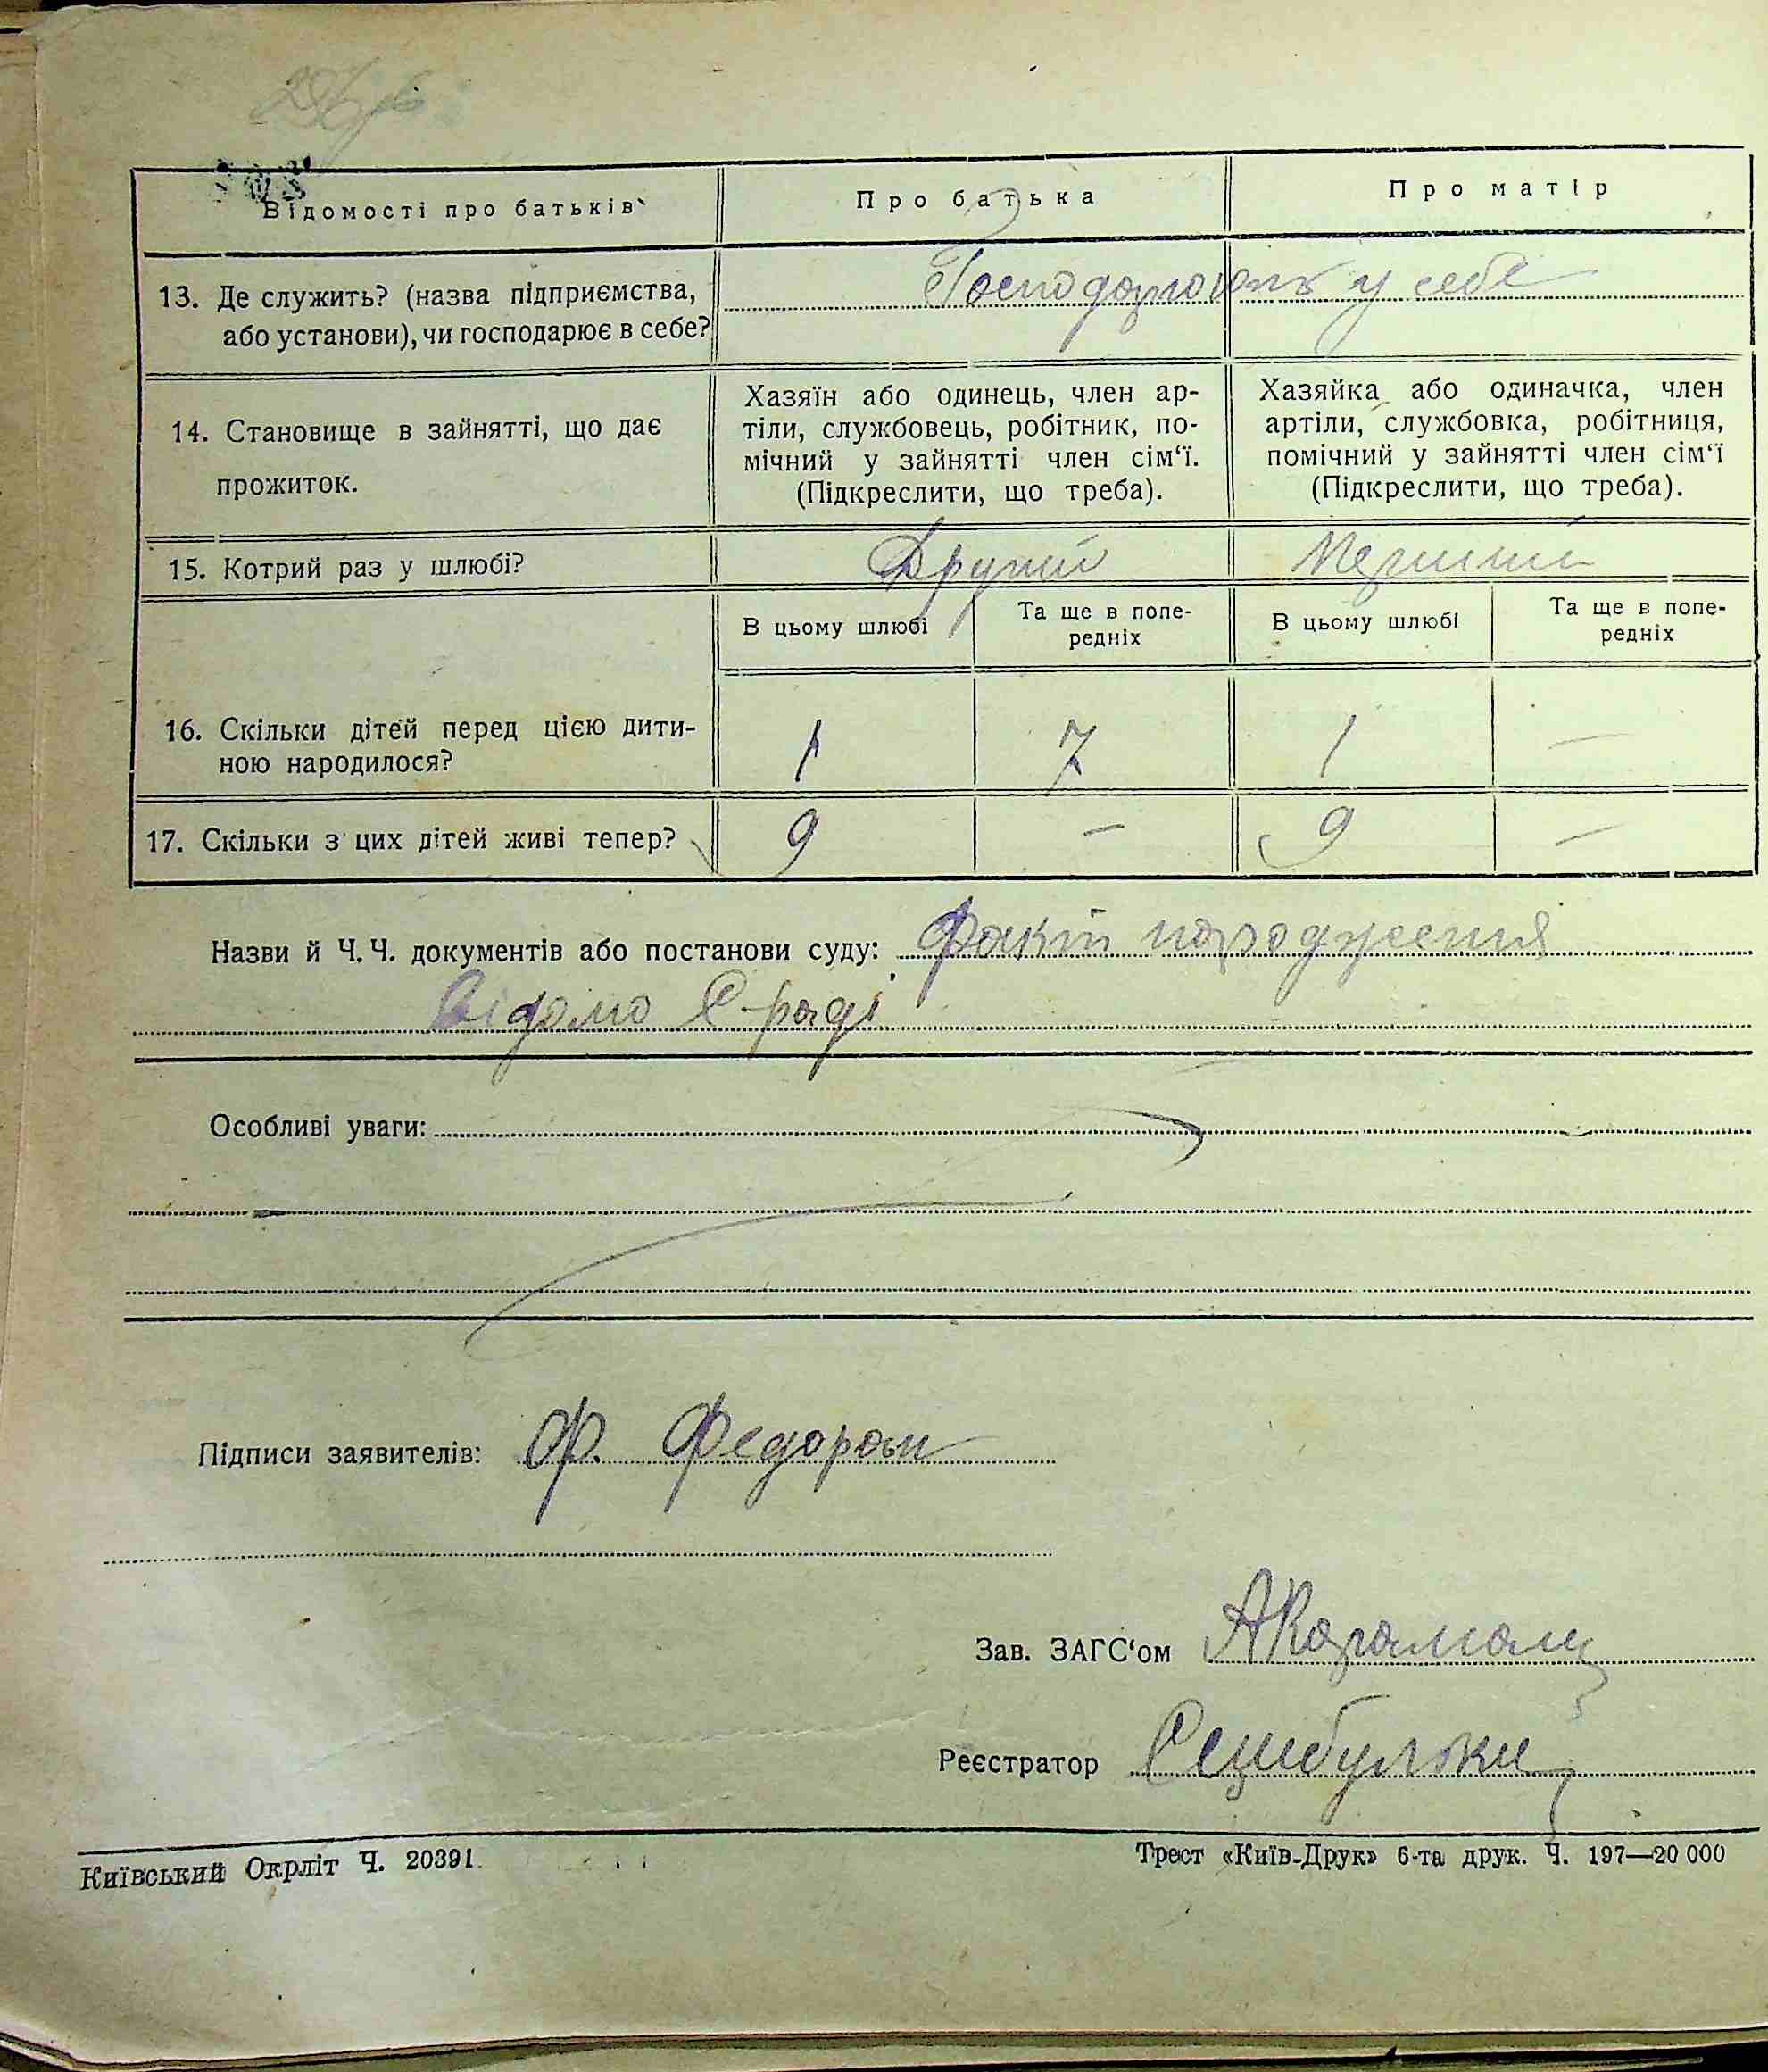 Відомості про батьків
Про батька
Про матір
13. Де служить? (назва підприємства,
або установи), чи господарює в себе?
Господарюють у себе
14. Становище в зайнятті, що дає
прожиток.
Хазяїн або одинець, член ар-
тіли, службовець, робітник, по-
мічний у зайнятті член сім‘ї.
(Підкреслити, що треба).
Хазяйка або одиначка, член
артіли, службовка, робітниця,
помічний у зайнятті член сім‘ї
(Підкреслити, що треба).
15. Котрий раз у шлюбі?
Другий
Перший
В цьому шлюбі
Та ще в попе-
редніх
В цьому шлюбі
Та ще в попе-
редніх
16. Скільки дітей перед цією дити-
ною народилося?
1
7
1
—
17. Скільки з цих дітей живі тепер?
9
—
9
—
Назви й Ч. Ч. документів або постанови суду: Факт народження
відомо С-раді
Особливі уваги:
Підписи заявителів: Ф.
Зав. ЗАГС‘ом
Реєстратор
Київський Окрліт Ч. 20391.
Трест «Київ-Друк» 6-та друк. Ч. 197—20 000